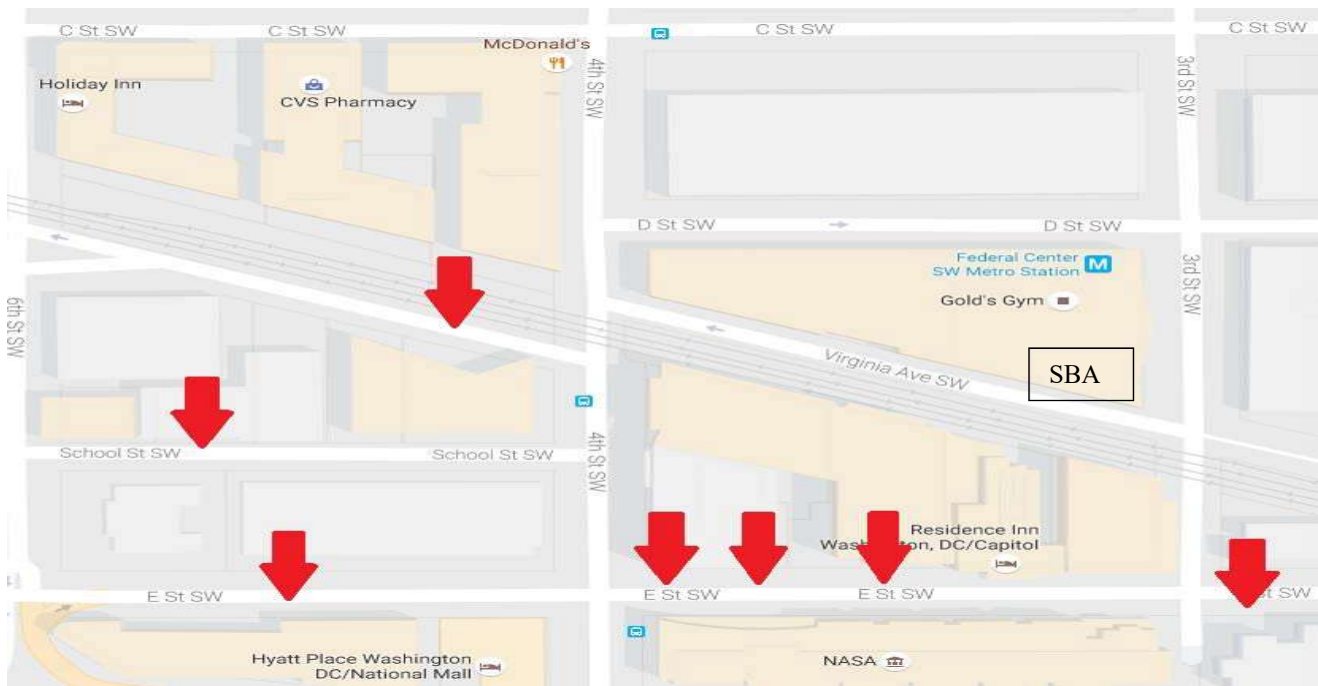 C St SW
C St SW
C St SW
C St SW
McDonald's
Holiday Inn
CVS Pharmacy
4th St SW
3rd St SW
D St SW
D St SW
Federal Center
SW Metro Station
M
Gold's Gym
3rd St SW
6th St SW
Virginia Ave SW
SBA
School St SW
School St SW
4th St SW
Residence Inn
DC/Capitol
E St SW
E St SW
E St SW
St SW
Hyatt Place Washington
DC/National Mall
NASA